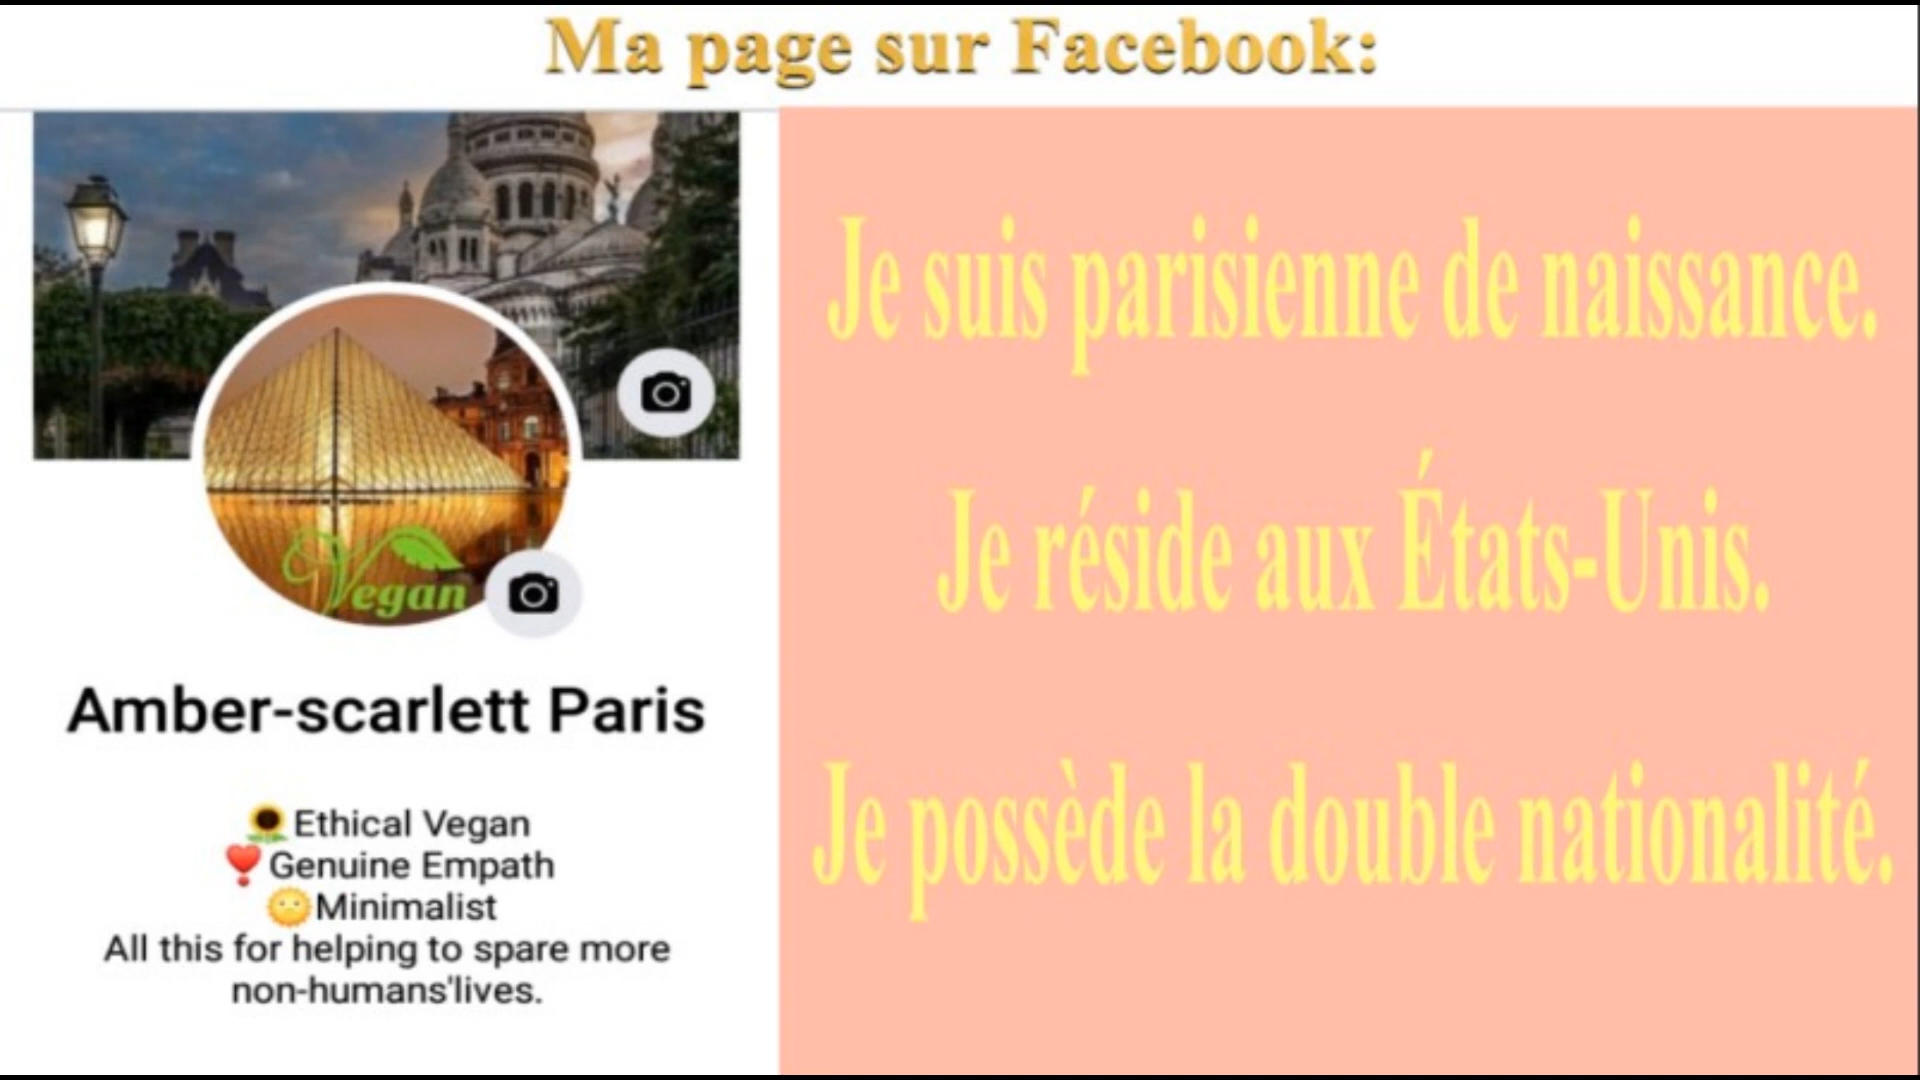 Ma page sur Facebook:
Vegan
Amber-scarlett Paris
🌻Ethical Vegan
❣️Genuine Empath
🌞Minimalist
All this for helping to spare more
non-humans'lives.
Je suis parisienne de naissance.
Je réside aux États-Unis.
Je possède la double nationalité.